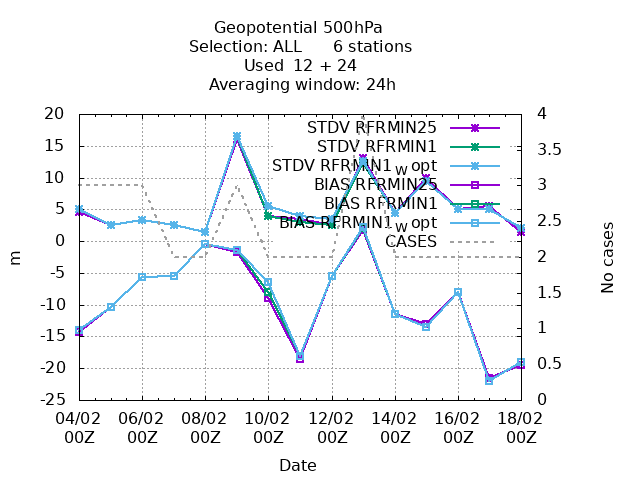 Geopotential 500hPa
Selection: ALL      6 stations
Used  12 + 24
Averaging window: 24h
20
15
10
5
0
-5
-10
-15
-20
-25
m
4
3.5
3
2.5
2
1.5
1
0.5
0
No cases
STDV RFRMIN25
STDV RFRMIN1
STDV RFRMIN1_w opt
BIAS RFRMIN25
BIAS RFRMIN1
BIAS RFRMIN1_w opt
CASES
04/02 06/02 08/02 10/02 12/02 14/02 16/02 18/02
00Z 00Z 00Z 00Z 00Z 00Z 00Z 00Z
Date